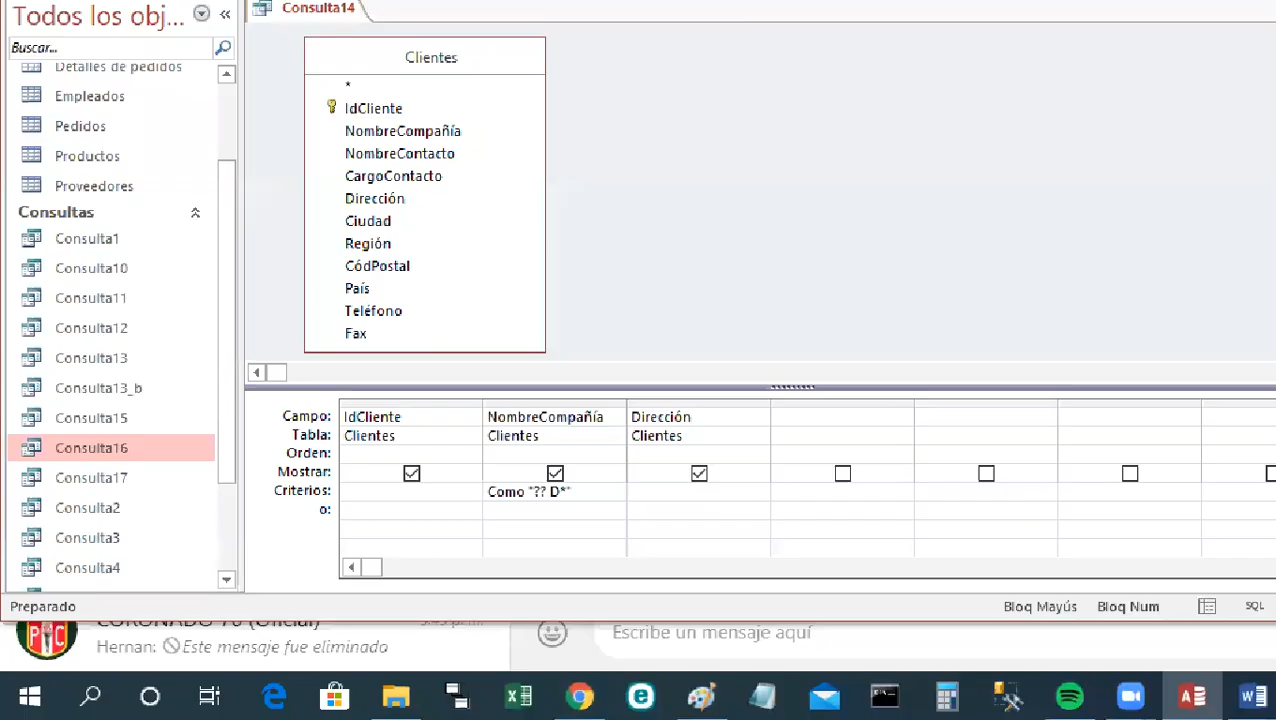 Todos los obj... «
Consulta14
Buscar...
Detalles de pedidos
Empleados
Pedidos
Productos
Proveedores
Consultas
Consulta1
Consulta10
Consulta11
Consulta12
Consulta13
Consulta13_b
Consulta15
Consulta16
Consulta17
Consulta2
Consulta3
Consulta4
Clientes
*
IdCliente
NombreCompañía
NombreContacto
CargoContacto
Dirección
Ciudad
Región
CódPostal
País
Teléfono
Fax
Campo: IdCliente NombreCompañía Dirección
Tabla: Clientes Clientes Clientes
Orden:
Mostrar:
Criterios: Como "?? D*"
o:
Preparado Bloq Mayús Bloq Num SQL
CORONADO 76 (Oficial)
Hernan: Este mensaje fue eliminado
Escribe un mensaje aquí